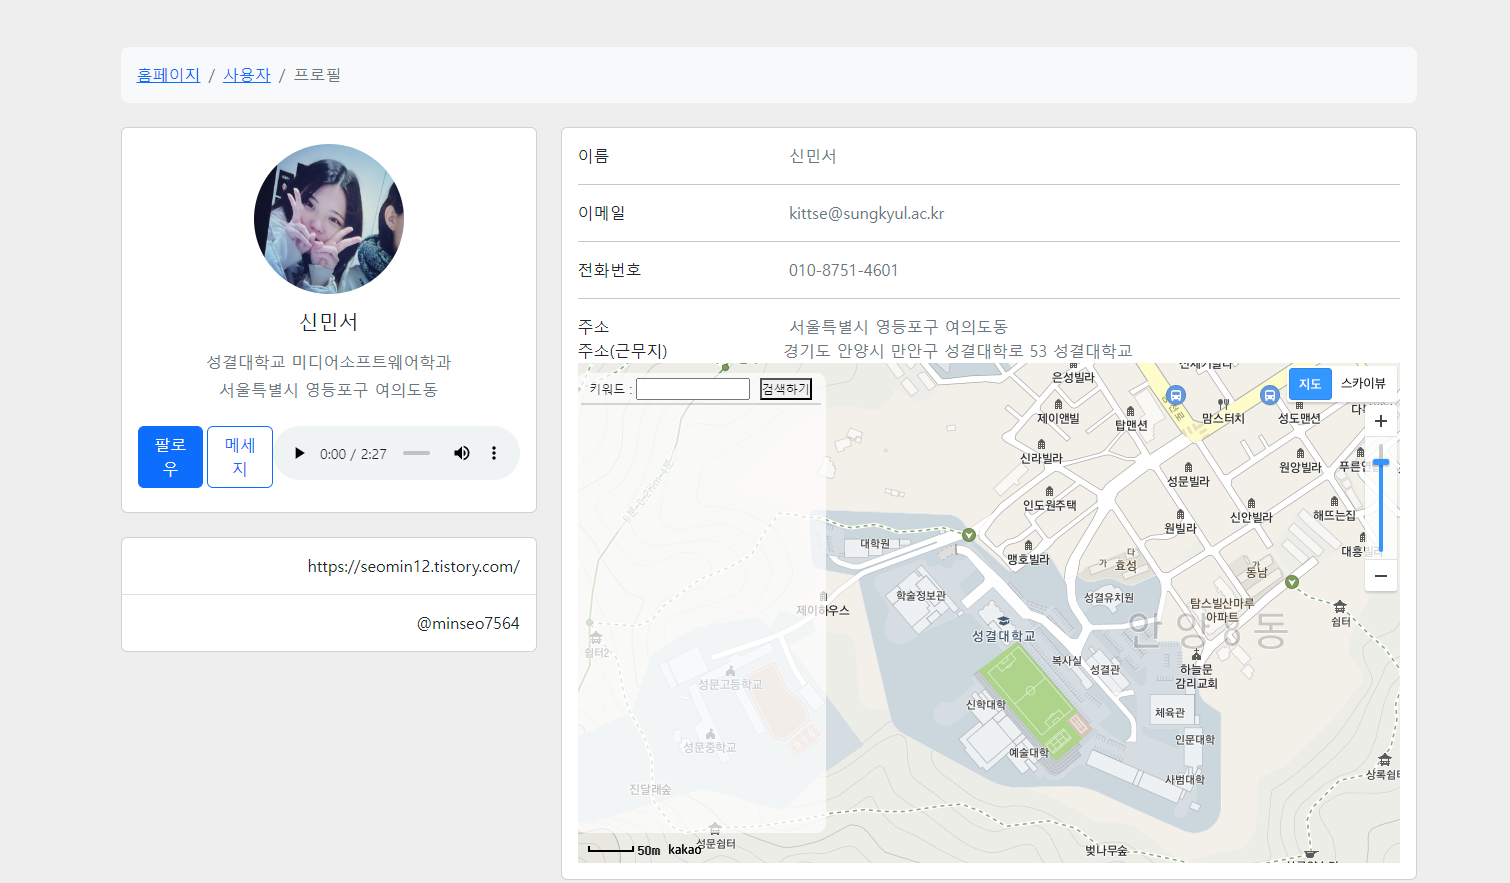 홈페이지 / 사용자 / 프로필
신민서
성결대학교 미디어소프트웨어학과
서울특별시 영등포구 여의도동
팔로우
메세지
0:00 / 2:27
https://seomin12.tistory.com/
@minseo7564
이름 신민서
이메일 kittse@sungkyul.ac.kr
전화번호 010-8751-4601
주소 서울특별시 영등포구 여의도동
주소(근무지) 경기도 안양시 만안구 성결대학로 53 성결대학교
키워드 : 검색하기
지도 스카이뷰
은성빌라
제이앤빌
탑맨션
맘스터치
성도맨션
신라빌라
성문빌라
원앙빌라
인도원주택
원빌라
신안빌라
해뜨는집
대학원
맹호빌라
가
다
효성
가
동남
학술정보관
성결유치원
탑스빌산마루
아파트
쉼터
제이하우스
성결대학교
안양8동
쉼터2
복사실
성결관
하늘문
감리교회
성문고등학교
신학대학
체육관
성문중학교
예술대학
인문대학
사범대학
상록쉼터
진달래숲
성문쉼터
벚나무숲
50m kakao